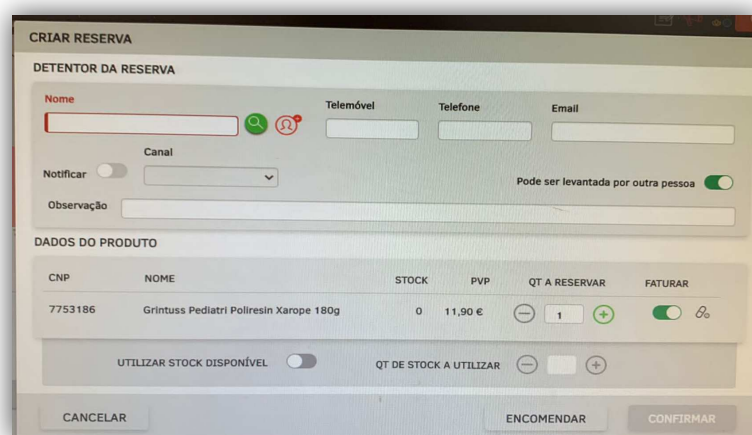 CRIAR RESERVA
DETENTOR DA RESERVA
Nome Telemóvel Telefone Email
Canal
Notificar
Pode ser levantada por outra pessoa
Observação
DADOS DO PRODUTO
CNP NOME STOCK PVP QT A RESERVAR FATURAR
7753186 Grintuss Pediatri Poliresin Xarope 180g 0 11,90 € 1
UTILIZAR STOCK DISPONÍVEL QT DE STOCK A UTILIZAR
CANCELAR ENCOMENDAR CONFIRMAR